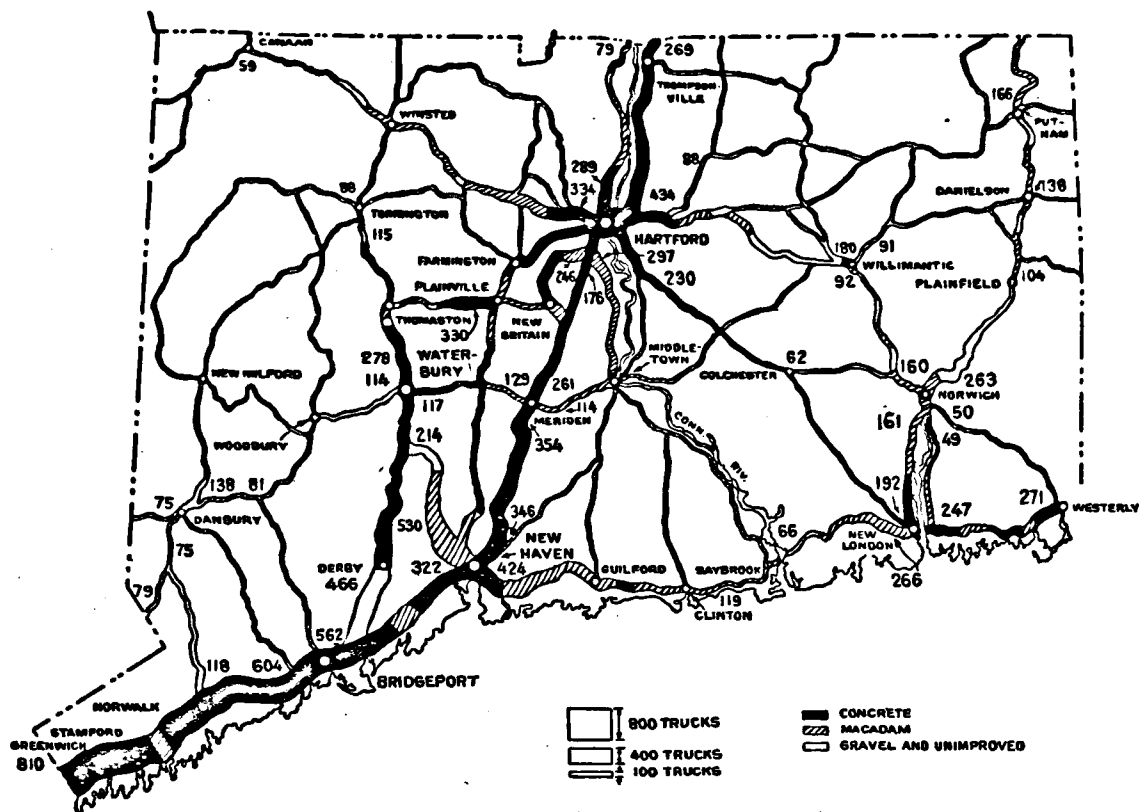 CANAAN
59
79
269
THOMPSON-
VILLE
166
PUT-
NAM
WINSTED
88
289
334
434
88
DANIELSON
138
TORRINGTON
115
HARTFORD
297
230
180
91
WILLIMANTIC
92
PLAINFIELD
104
FARMINGTON
PLAINVILLE
246
176
THOMASTON
330
NEW
BRITAIN
MIDDLE-
TOWN
278
WATER-
BURY
114
117
129
261
MERIDEN
114
62
COLCHESTER
160
263
NORWICH
50
161
49
NEW MILFORD
WOODBURY
214
354
CONN.
RIV.
192
247
271
WESTERLY
138
81
75
DANBURY
75
79
530
346
NEW
HAVEN
424
322
DERBY
466
66
NEW
LONDON
266
GUILFORD
SAYBROOK
119
CLINTON
562
604
118
BRIDGEPORT
NORWALK
STAMFORD
GREENWICH
810
800 TRUCKS
400 TRUCKS
100 TRUCKS
CONCRETE
MACADAM
GRAVEL AND UNIMPROVED